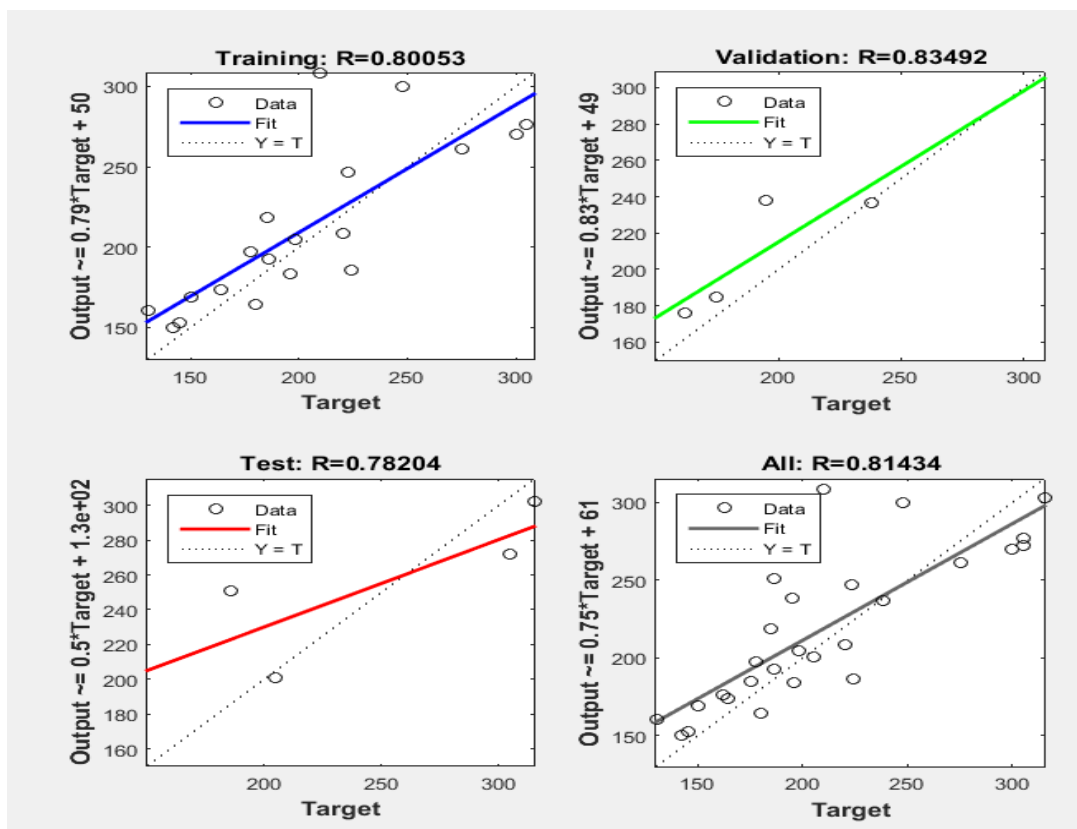 Training: R=0.80053
Output ~= 0.79*Target + 50
300
250
200
150
Data
Fit
Y = T
150
200
250
300
Target
Validation: R=0.83492
Output ~= 0.83*Target + 49
300
280
260
240
220
200
180
160
Data
Fit
Y = T
200
250
300
Target
Test: R=0.78204
Output ~= 0.5*Target + 1.3e+02
300
280
260
240
220
200
180
160
Data
Fit
Y = T
200
250
300
Target
All: R=0.81434
Output ~= 0.75*Target + 61
300
250
200
150
Data
Fit
Y = T
150
200
250
300
Target